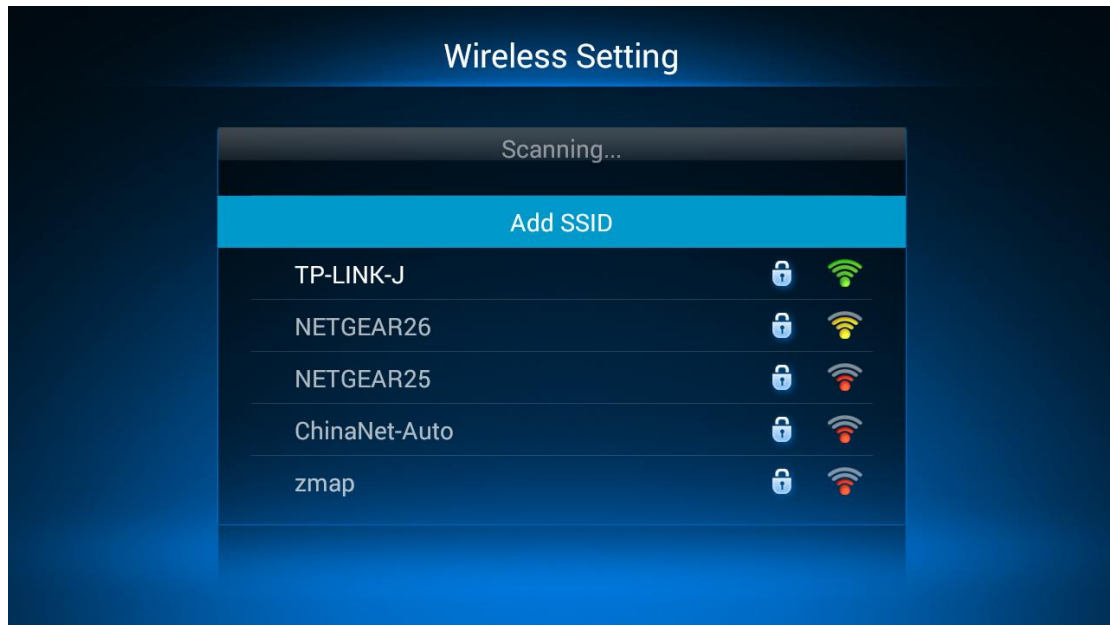 Wireless Setting
Scanning...
Add SSID
TP-LINK-J
NETGEAR26
NETGEAR25
ChinaNet-Auto
zmap